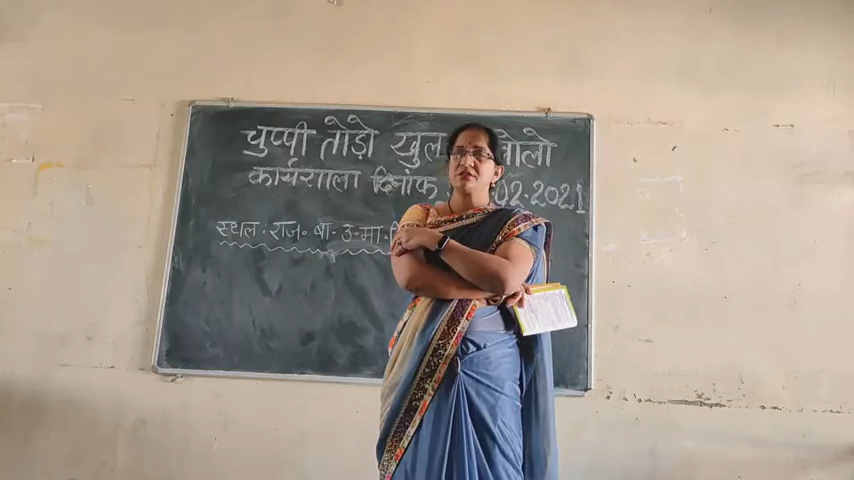 चुप्पी तोड़ो खुल बोलो
कार्यशाला दिनांक 02.2021
स्थल-राज॰ बा॰ उ॰मा॰